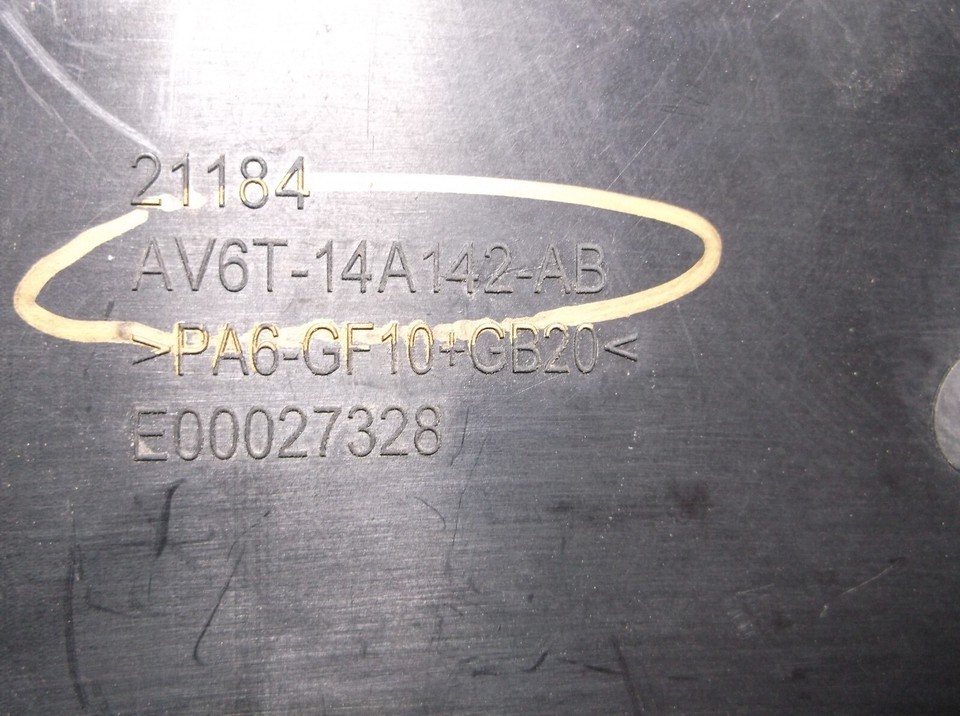 21184
AV6T-14A142-AB
>PA6-GF10+GB20<
E00027328